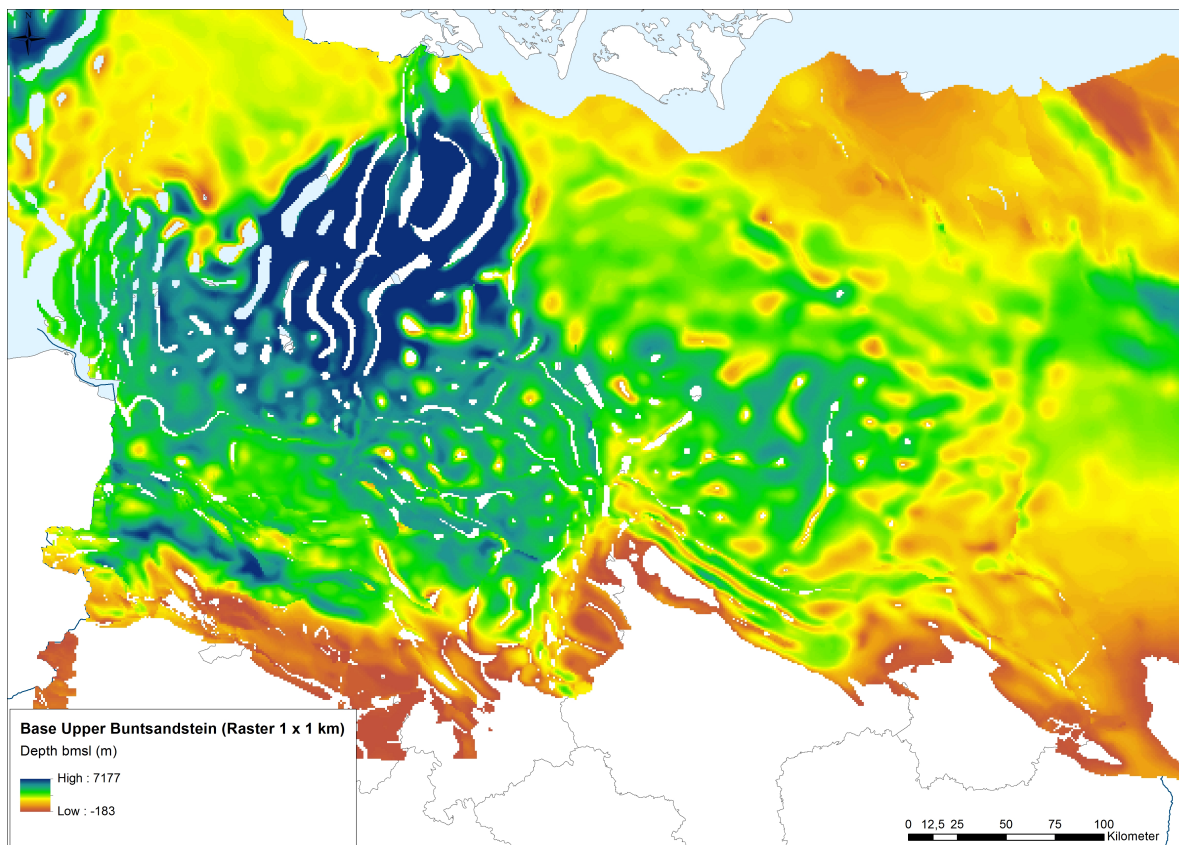 N
Base Upper Buntsandstein (Raster 1 x 1 km)
Depth bmsl (m)
High : 7177
Low : -183
0 12,5 25 50 75 100
Kilometer